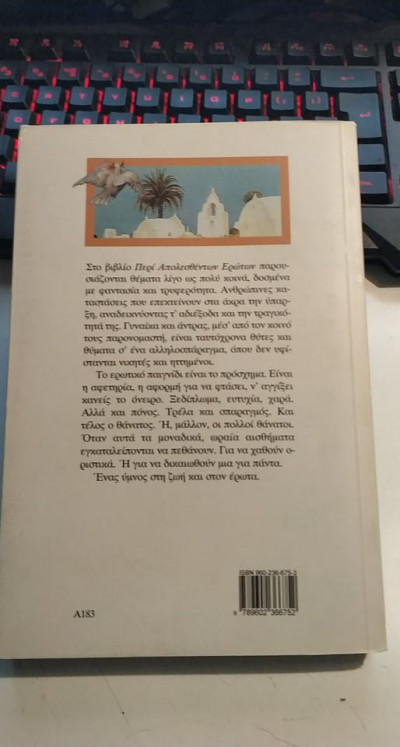 Στο βιβλίο Περί Απολεσθέντων Ερώτων παρου-
σιάζονται θέματα λίγο ως πολύ κοινά, δοσμένα
με φαντασία και τρυφερότητα. Ανθρώπινες κα-
ταστάσεις που επεκτείνουν στα άκρα την ύπαρ-
ξη, αναδεικνύοντας τ' αδιέξοδα και την τραγικό-
τητά της. Γυναίκα και άντρας, μέσ' από τον κοινό
τους παρονομαστή, είναι ταυτόχρονα θύτες και
θύματα σ' ένα αλληλοσπάραγμα, όπου δεν υφί-
στανται νικητές και ηττημένοι.
Το ερωτικό παιγνίδι είναι το πρόσχημα. Είναι
η αφετηρία, η αφορμή για να φτάσει, ν' αγγίξει
κανείς το όνειρο. Ξεδίπλωμα, ευτυχία, χαρά.
Αλλά και πόνος. Τρέλα και σπαραγμός. Και
τέλος ο θάνατος. Ή, μάλλον, οι πολλοί θάνατοι.
Όταν αυτά τα μοναδικά, ωραία αισθήματα
εγκαταλείπονται να πεθάνουν. Για να χαθούν ο-
ριστικά. Ή για να δικαιωθούν μια για πάντα.
Ένας ύμνος στη ζωή και στον έρωτα.
ISBN 960-236-675-2
9 789602 366752
A183